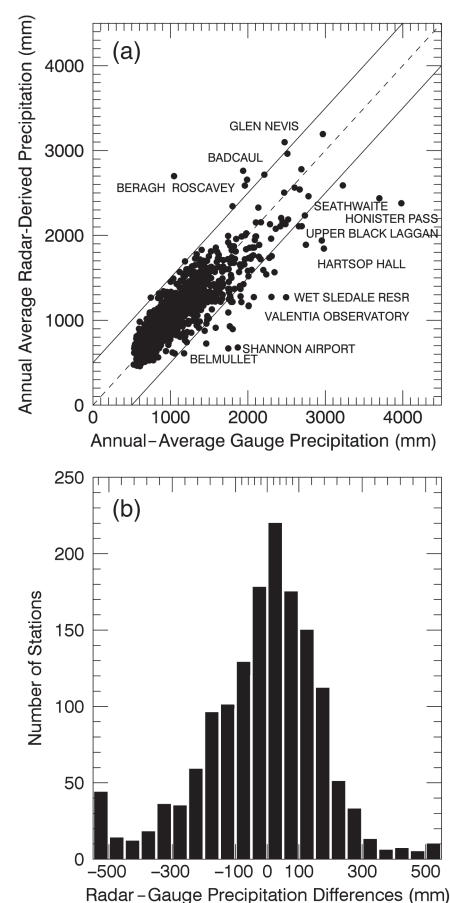 (a)
Annual Average Radar-Derived Precipitation (mm)
4000
3000
2000
1000
0
GLEN NEVIS
BADCAUL
BERAGH ROSCAVEY
SEATHWAITE
HONISTER PASS
UPPER BLACK LAGGAN
HARTSOP HALL
WET SLEDALE RESR
VALENTIA OBSERVATORY
SHANNON AIRPORT
BELMULLET
0 1000 2000 3000 4000
Annual-Average Gauge Precipitation (mm)
(b)
Number of Stations
250
200
150
100
50
0
-500 -300 -100 0 100 300 500
Radar-Gauge Precipitation Differences (mm)